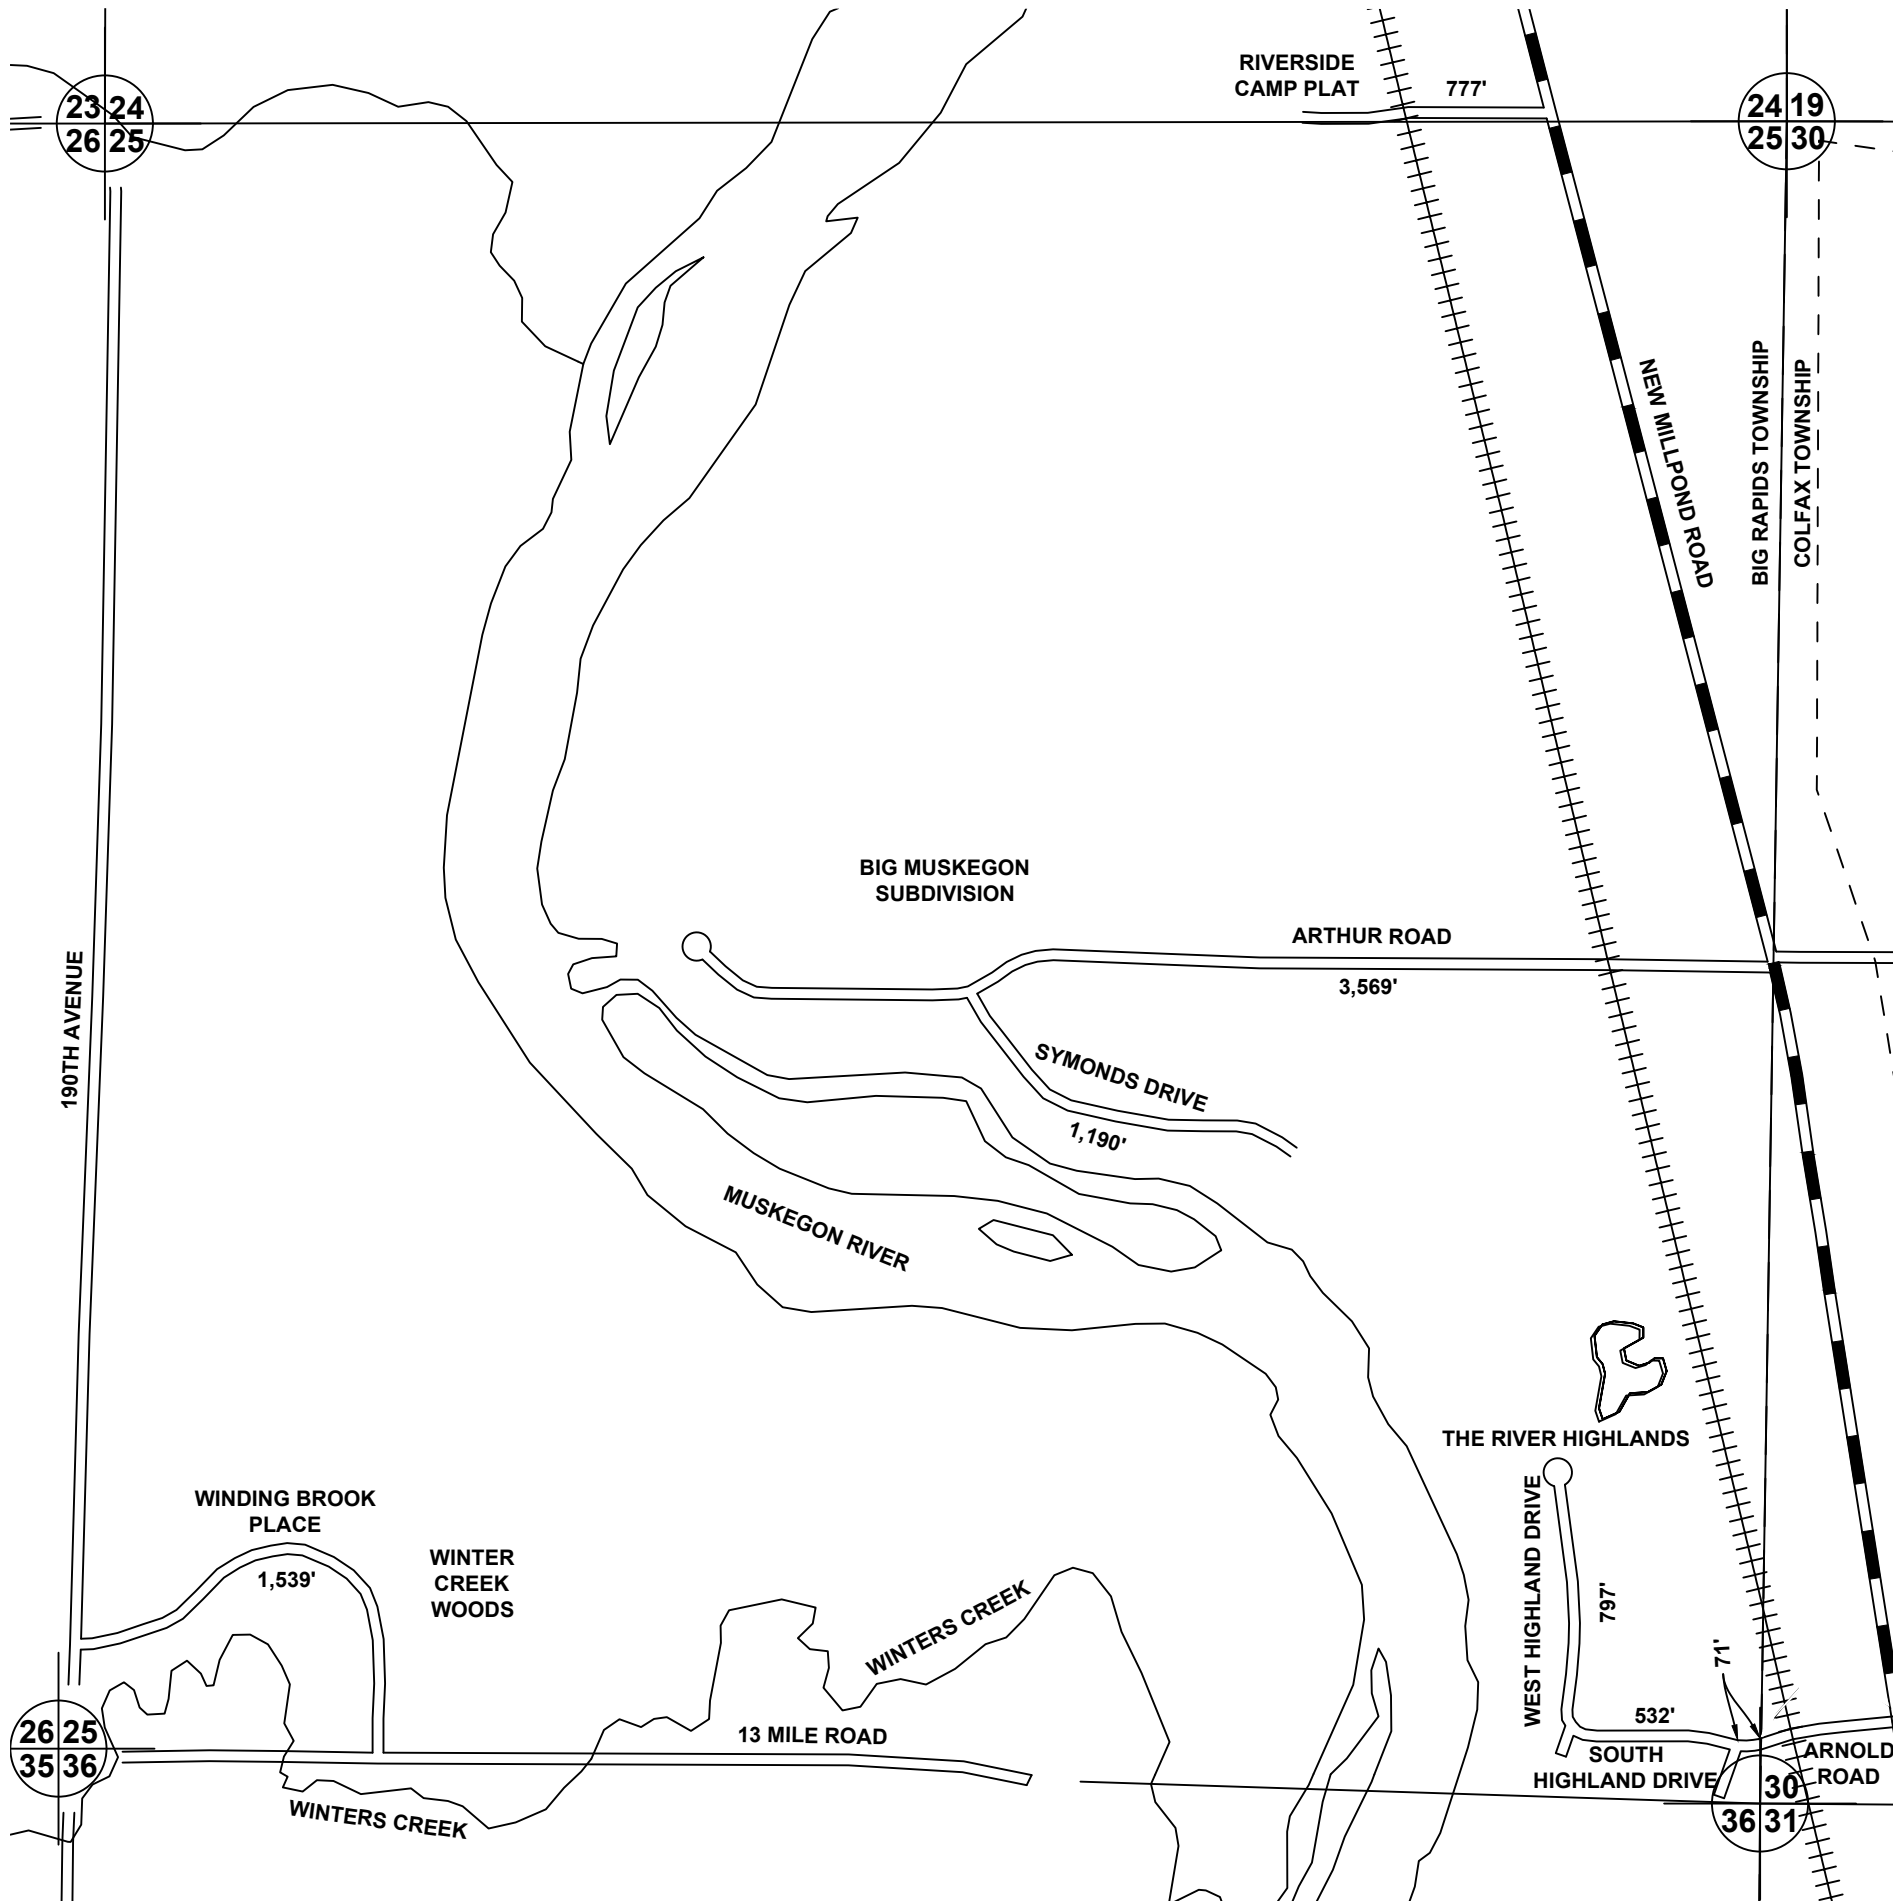 RIVERSIDE
CAMP PLAT
777'
23 24
26 25
24 19
25 30
NEW MILLPOND ROAD
BIG RAPIDS TOWNSHIP
COLFAX TOWNSHIP
BIG MUSKEGON
SUBDIVISION
ARTHUR ROAD
3,569'
190TH AVENUE
SYMONDS DRIVE
1,190'
MUSKEGON RIVER
THE RIVER HIGHLANDS
WEST HIGHLAND DRIVE
797'
WINDING BROOK
PLACE
1,539'
WINTER
CREEK
WOODS
WINTERS CREEK
71'
532'
26 25
35 36
13 MILE ROAD
SOUTH
HIGHLAND DRIVE
ARNOLD
ROAD
30
36 31
WINTERS CREEK